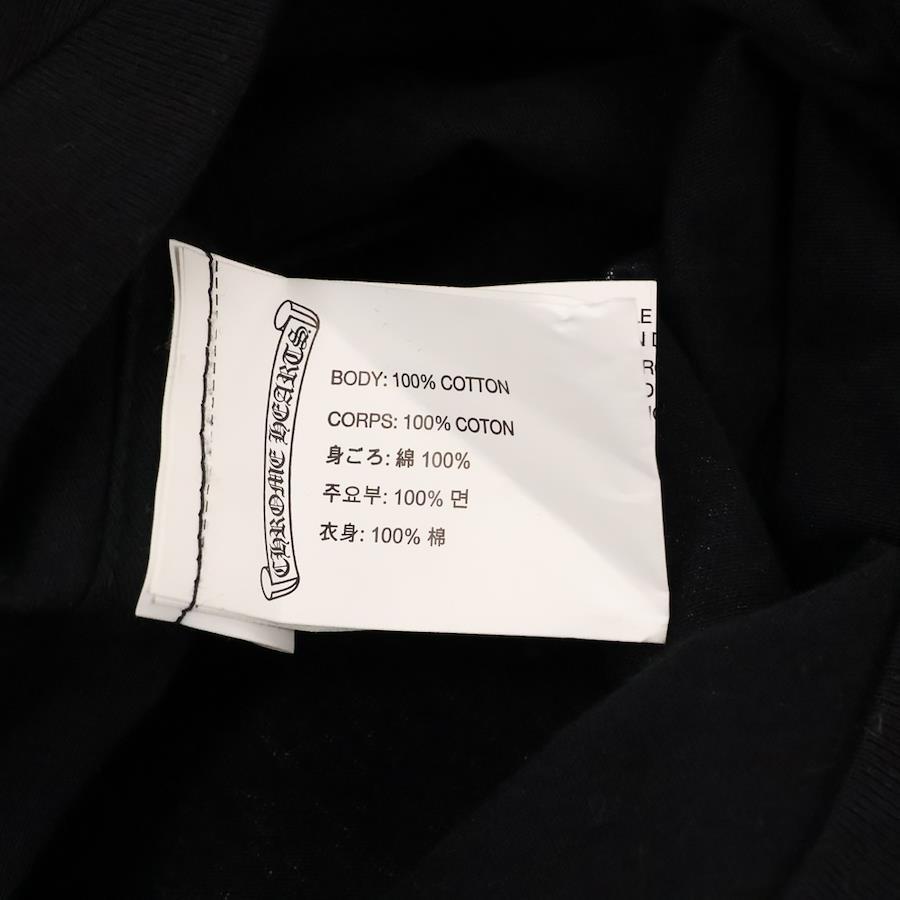 CHROME HEARTS
BODY: 100% COTTON
CORPS: 100% COTON
身ごろ: 綿 100%
주요부: 100% 면
衣身: 100% 棉